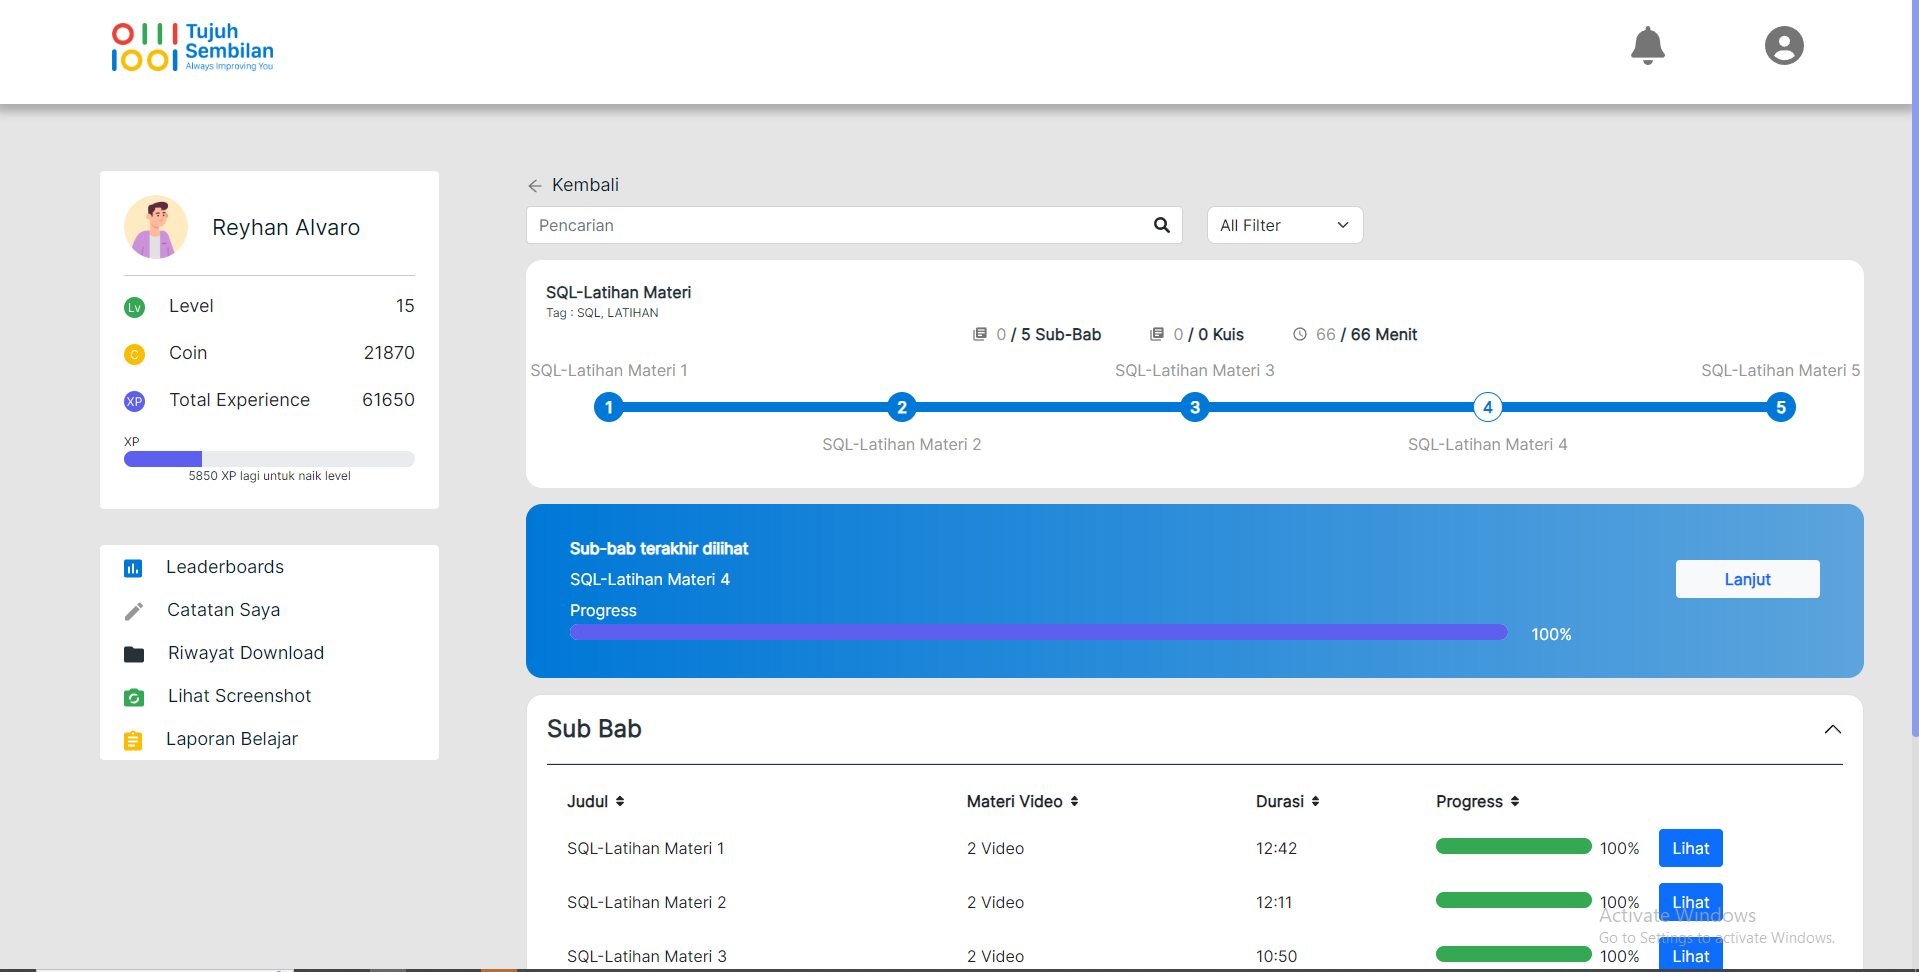 Tujuh
Sembilan
Always Improving You
Reyhan Alvaro
Lv Level 15
C Coin 21870
XP Total Experience 61650
XP
5850 XP lagi untuk naik level
Leaderboards
Catatan Saya
Riwayat Download
Lihat Screenshot
Laporan Belajar
Kembali
Pencarian
All Filter
SQL-Latihan Materi
Tag : SQL, LATIHAN
0 / 5 Sub-Bab 0 / 0 Kuis 66 / 66 Menit
SQL-Latihan Materi 1 SQL-Latihan Materi 3 SQL-Latihan Materi 5
1 2 3 4 5
SQL-Latihan Materi 2 SQL-Latihan Materi 4
Sub-bab terakhir dilihat
SQL-Latihan Materi 4
Progress
100%
Lanjut
Sub Bab
Judul Materi Video Durasi Progress
SQL-Latihan Materi 1 2 Video 12:42 100% Lihat
SQL-Latihan Materi 2 2 Video 12:11 100% Lihat
SQL-Latihan Materi 3 2 Video 10:50 100% Lihat
Activate Windows
Go to Settings to activate Windows.